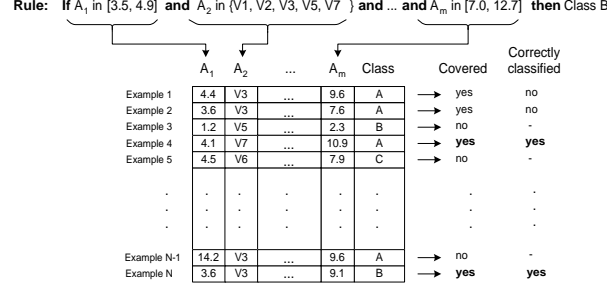 Rule: If A1 in [3.5, 4.9] and A2 in {V1, V2, V3, V5, V7 } and ... and Am in [7.0, 12.7] then Class B
Correctly
A1 A2 ... Am Class Covered classified
Example 1 4.4 V3 ... 9.6 A yes no
Example 2 3.6 V3 ... 7.6 A yes no
Example 3 1.2 V5 ... 2.3 B no -
Example 4 4.1 V7 ... 10.9 A yes yes
Example 5 4.5 V6 ... 7.9 C no -
. . . . . . .
. . . . . . .
. . . . . . .
Example N-1 14.2 V3 ... 9.6 A no -
Example N 3.6 V3 ... 9.1 B yes yes